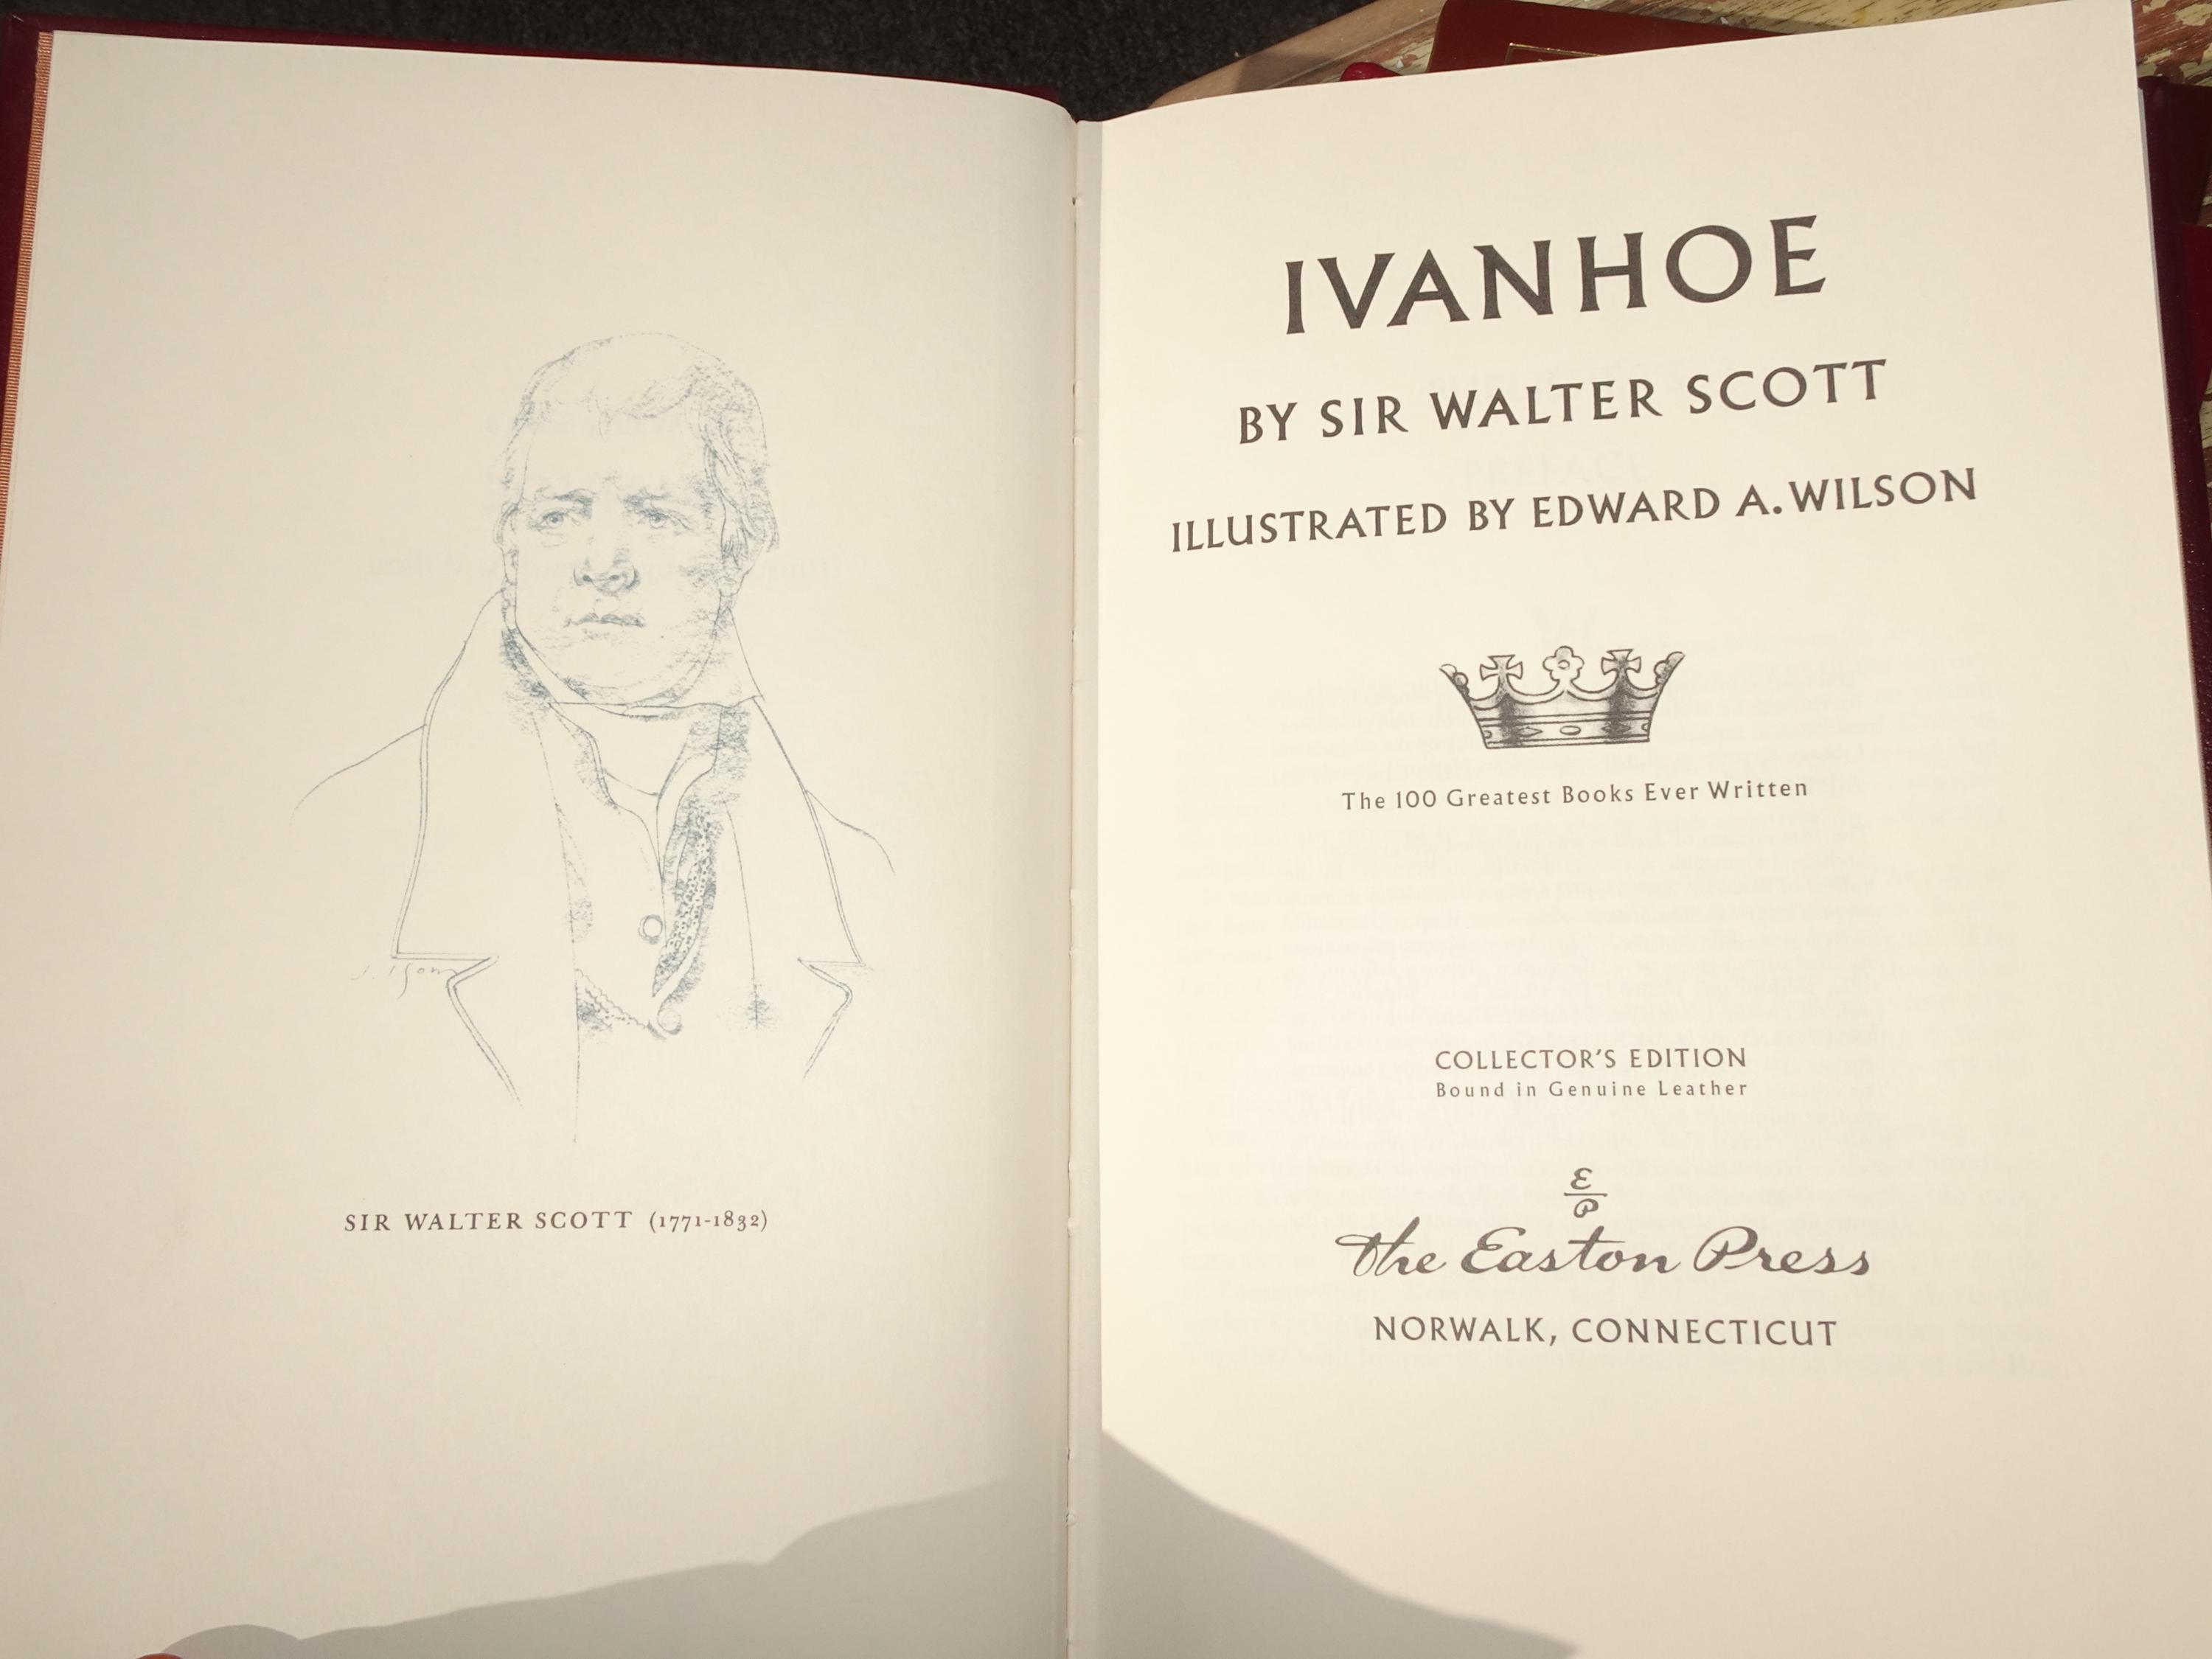 SIR WALTER SCOTT (1771-1832)
IVANHOE
BY SIR WALTER SCOTT
ILLUSTRATED BY EDWARD A. WILSON
The 100 Greatest Books Ever Written
COLLECTOR'S EDITION
Bound in Genuine Leather
E
P
The Easton Press
NORWALK, CONNECTICUT